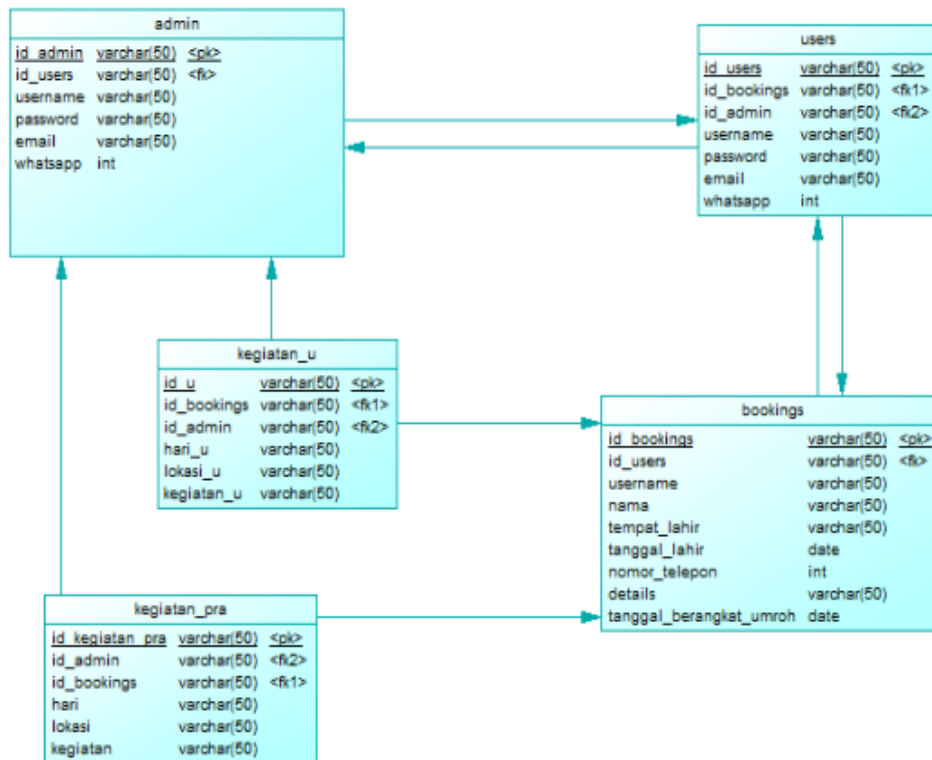 admin
id_admin varchar(50) <pk>
id_users varchar(50) <fk>
username varchar(50)
password varchar(50)
email varchar(50)
whatsapp int
users
id_users varchar(50) <pk>
id_bookings varchar(50) <fk1>
id_admin varchar(50) <fk2>
username varchar(50)
password varchar(50)
email varchar(50)
whatsapp int
kegiatan_u
id_u varchar(50) <pk>
id_bookings varchar(50) <fk1>
id_admin varchar(50) <fk2>
hari_u varchar(50)
lokasi_u varchar(50)
kegiatan_u varchar(50)
bookings
id_bookings varchar(50) <pk>
id_users varchar(50) <fk>
username varchar(50)
nama varchar(50)
tempat_lahir varchar(50)
tanggal_lahir date
nomor_telepon int
details varchar(50)
tanggal_berangkat_umroh date
kegiatan_pra
id_kegiatan_pra varchar(50) <pk>
id_admin varchar(50) <fk2>
id_bookings varchar(50) <fk1>
hari varchar(50)
lokasi varchar(50)
kegiatan varchar(50)